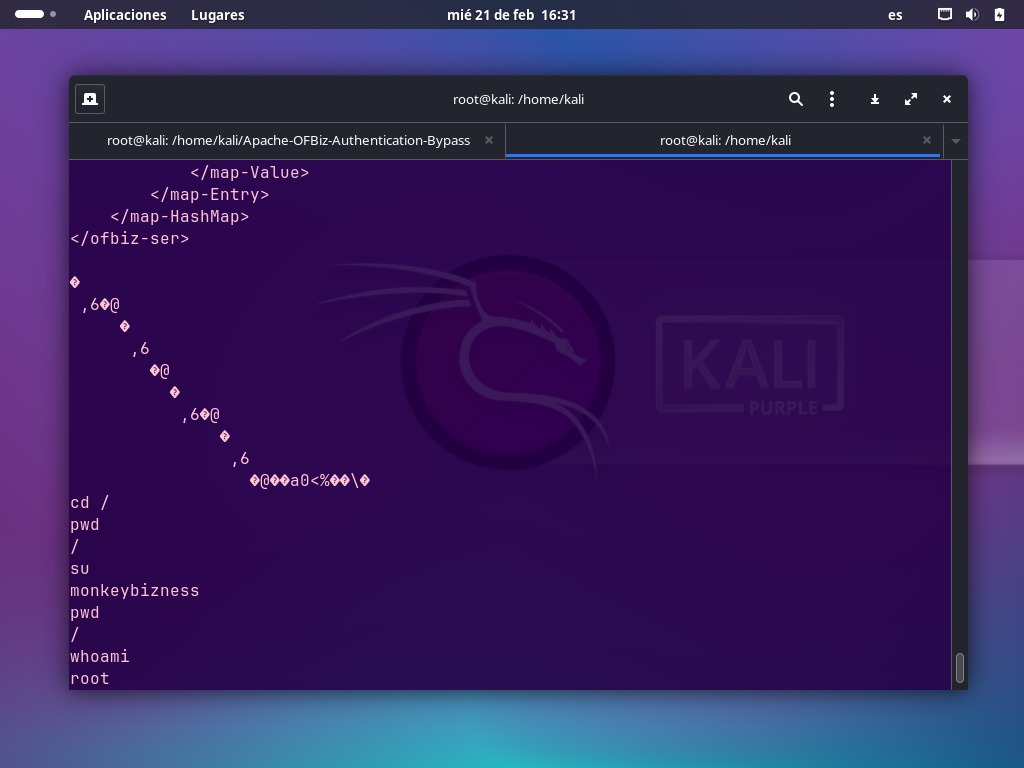 Aplicaciones Lugares mié 21 de feb 16:31 es
root@kali: /home/kali
root@kali: /home/kali/Apache-OFBiz-Authentication-Bypass × root@kali: /home/kali ×
</map-Value>
</map-Entry>
</map-HashMap>
</ofbiz-ser>
�
,6�@
�
,6
�@
�
,6�@
�
,6
�@��a0<%��\�
cd /
pwd
/
su
monkeybizness
pwd
/
whoami
root
KALI
PURPLE